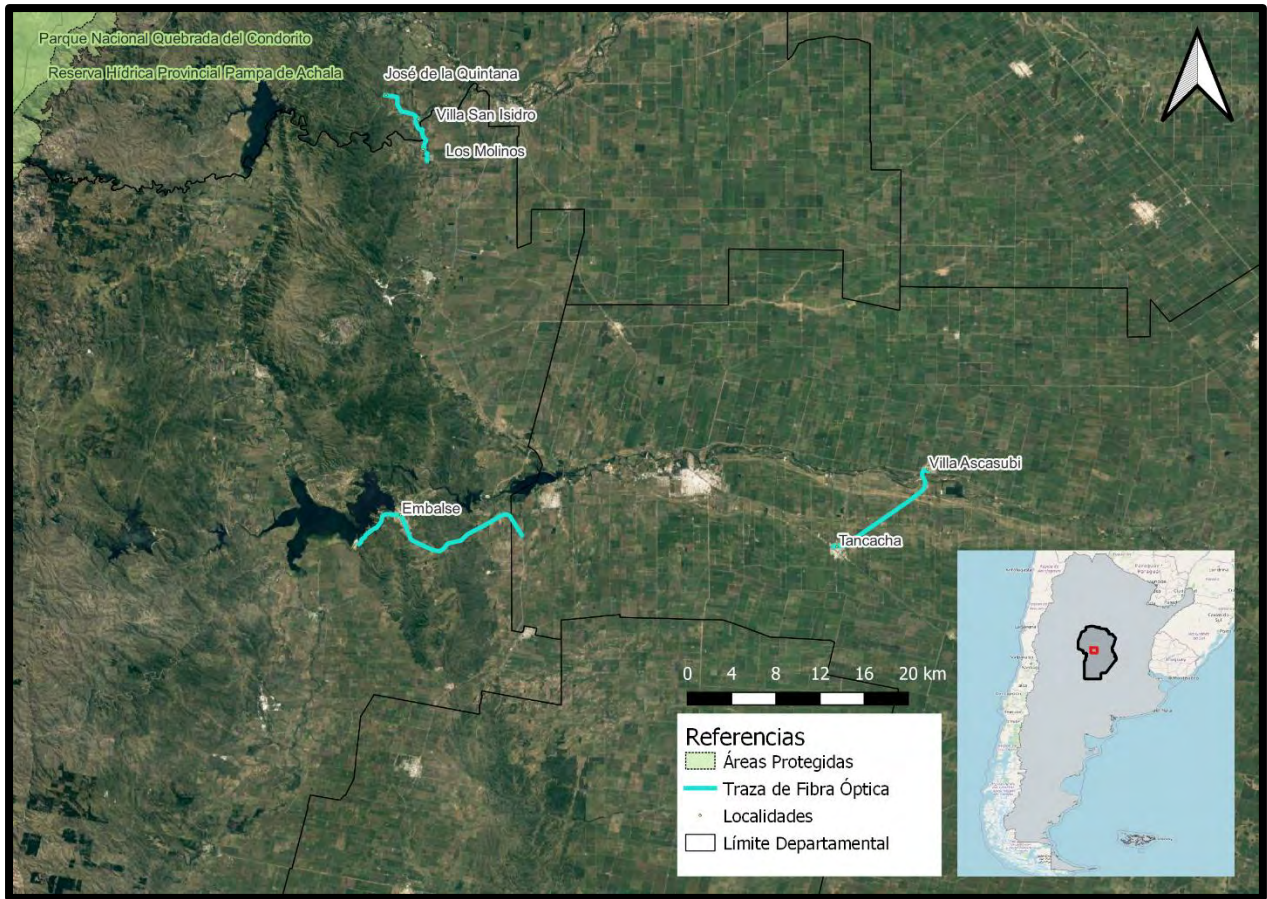 Parque Nacional Quebrada del Condorito
Reserva Hídrica Provincial Pampa de Achala
José de la Quintana
Villa San Isidro
Los Molinos
Villa Ascasubi
Embalse
Tancacha
0 4 8 12 16 20 km
Referencias
Áreas Protegidas
Traza de Fibra Óptica
Localidades
Límite Departamental